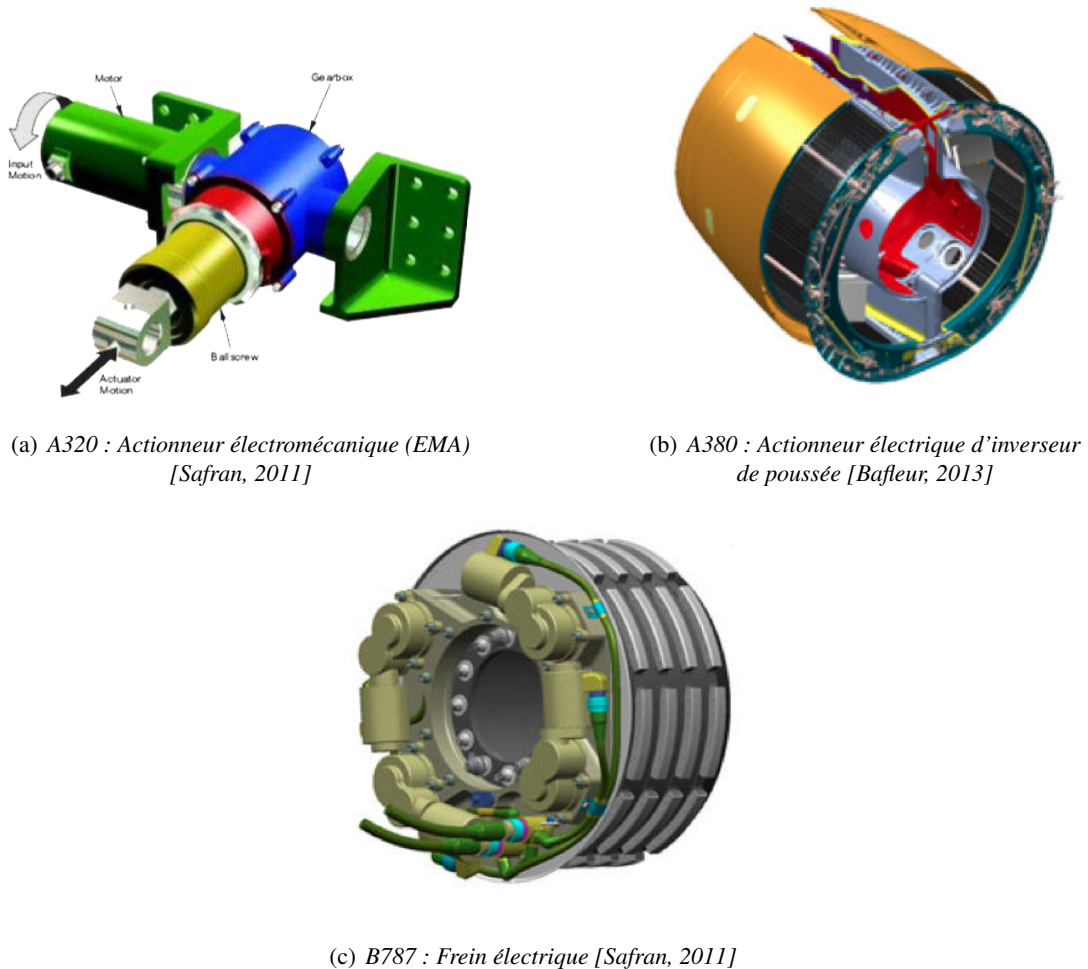 Motor
Gearbox
Input
Motion
Ballscrew
Actuator
Motion
(a) A320 : Actionneur électromécanique (EMA)
[Safran, 2011]
(b) A380 : Actionneur électrique d'inverseur
de poussée [Bafleur, 2013]
(c) B787 : Frein électrique [Safran, 2011]